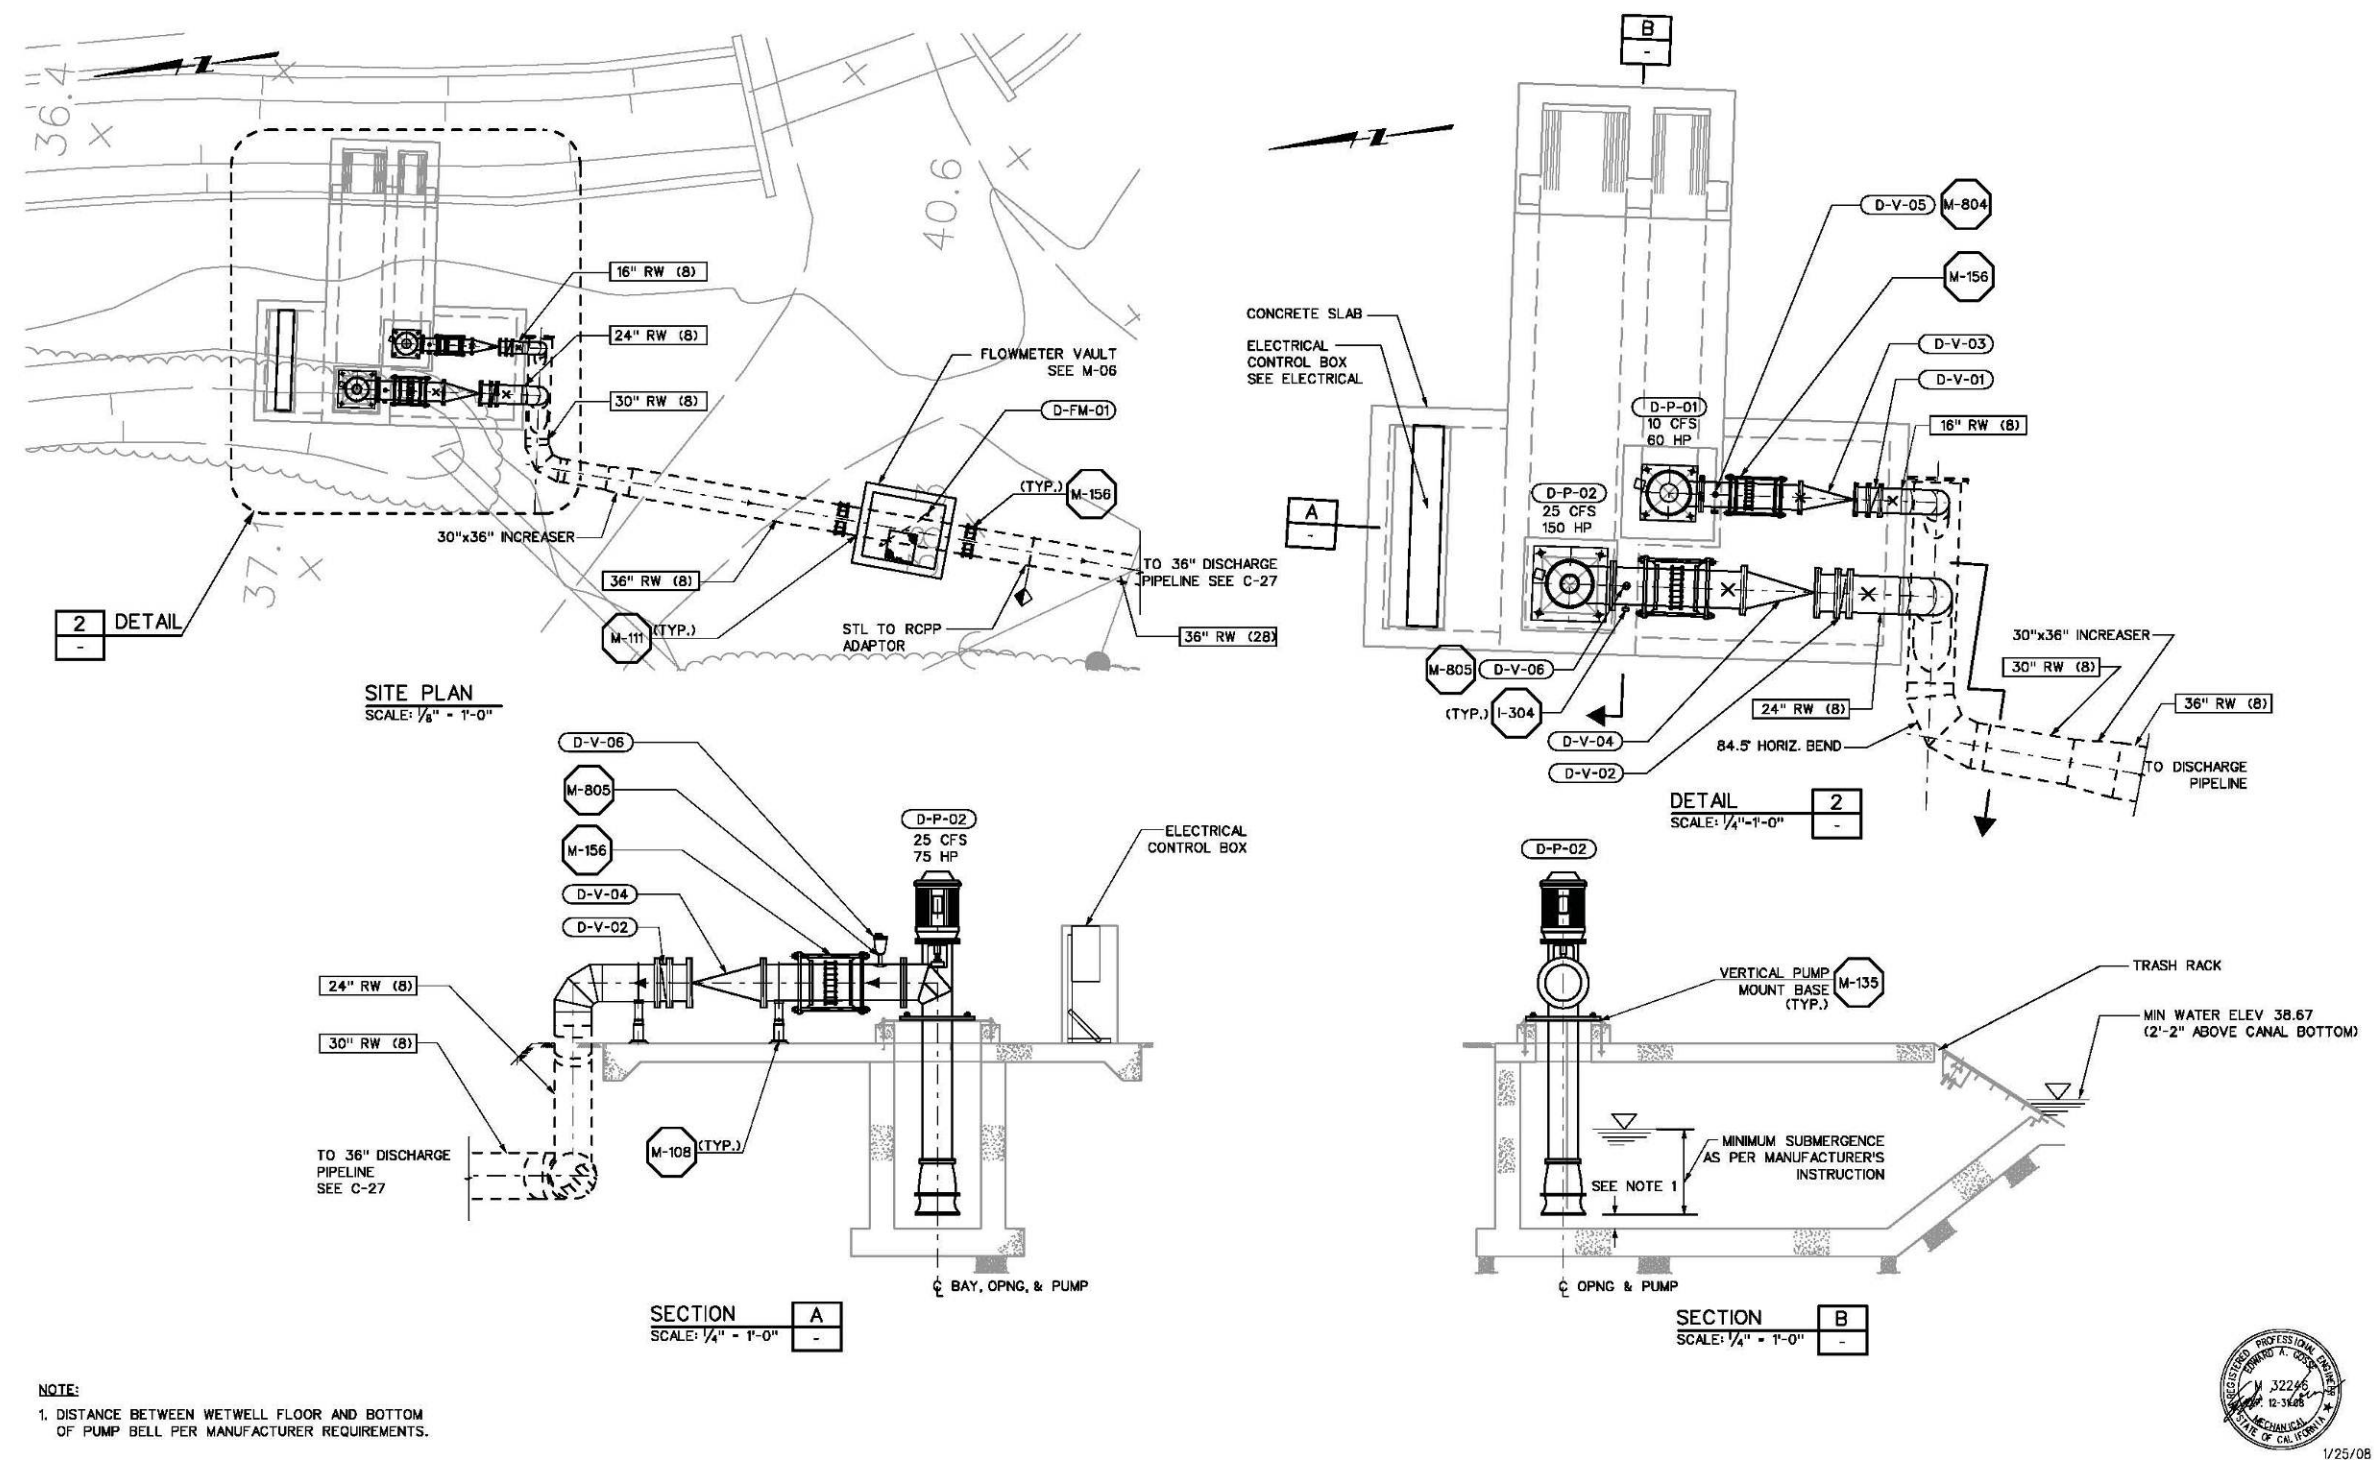 Z
36.4
16" RW (8)
24" RW (8)
30" RW (8)
40.6
FLOWMETER VAULT
SEE M-06
D-FM-01
(TYP.)
M-156
30"x36" INCREASER
36" RW (8)
37.
M-111
(TYP.)
STL TO RCPP
ADAPTOR
TO 36" DISCHARGE
PIPELINE SEE C-27
36" RW (28)
2
-
DETAIL
SITE PLAN
SCALE: 1/8" = 1'-0"
B
-
Z
D-V-05
M-804
M-156
CONCRETE SLAB
ELECTRICAL
CONTROL BOX
SEE ELECTRICAL
D-V-03
D-V-01
D-P-01
10 CFS
60 HP
16" RW (8)
D-P-02
25 CFS
150 HP
A
-
M-805
D-V-06
(TYP.)
I-304
D-V-04
D-V-02
24" RW (8)
84.5° HORIZ. BEND
30"x36" INCREASER
30" RW (8)
36" RW (8)
TO DISCHARGE
PIPELINE
DETAIL
2
-
SCALE: 1/4"-1'-0"
D-V-06
M-805
M-156
D-V-04
D-V-02
D-P-02
25 CFS
75 HP
ELECTRICAL
CONTROL BOX
24" RW (8)
30" RW (8)
TO 36" DISCHARGE
PIPELINE
SEE C-27
M-108
(TYP.)
℄ BAY, OPNG, & PUMP
SECTION
A
-
SCALE: 1/4" = 1'-0"
D-P-02
VERTICAL PUMP
MOUNT BASE
(TYP.)
M-135
TRASH RACK
MIN WATER ELEV 38.67
(2'-2" ABOVE CANAL BOTTOM)
MINIMUM SUBMERGENCE
AS PER MANUFACTURER'S
INSTRUCTION
SEE NOTE 1
℄ OPNG & PUMP
SECTION
B
-
SCALE: 1/4" = 1'-0"
NOTE:
1. DISTANCE BETWEEN WETWELL FLOOR AND BOTTOM
OF PUMP BELL PER MANUFACTURER REQUIREMENTS.
REGISTERED PROFESSIONAL ENGINEER
EDWARD A. GOSSE
M 32246
12-31-08
MECHANICAL
STATE OF CALIFORNIA
1/25/08